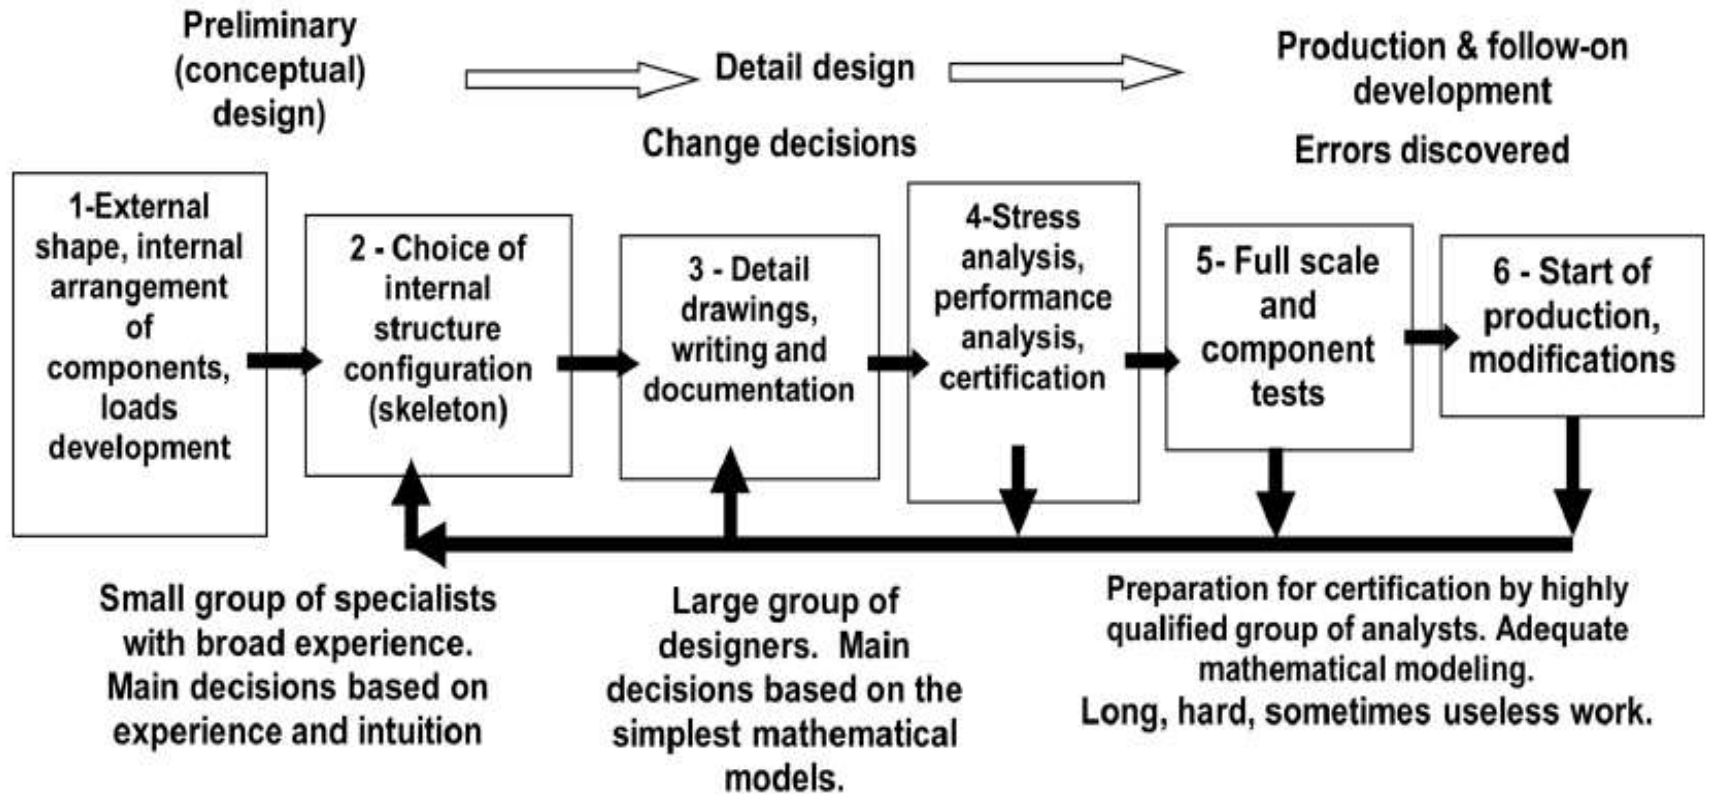 Preliminary
(conceptual)
design)
Detail design
Production & follow-on
development
Change decisions
Errors discovered
1-External
shape, internal
arrangement
of
components,
loads
development
2 - Choice of
internal
structure
configuration
(skeleton)
3 - Detail
drawings,
writing and
documentation
4-Stress
analysis,
performance
analysis,
certification
5- Full scale
and
component
tests
6 - Start of
production,
modifications
Small group of specialists
with broad experience.
Main decisions based on
experience and intuition
Large group of
designers. Main
decisions based on the
simplest mathematical
models.
Preparation for certification by highly
qualified group of analysts. Adequate
mathematical modeling.
Long, hard, sometimes useless work.